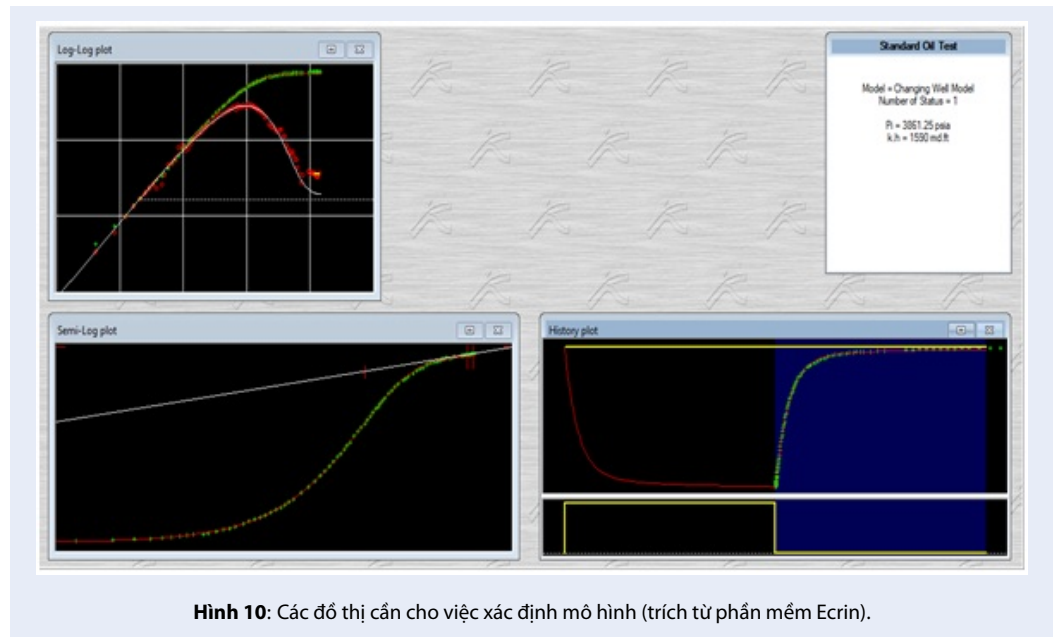 Log-Log plot
Standard Oil Test
Model = Changing Well Model
Number of Status = 1
Pi = 3861.25 psia
k.h = 1590 md.ft
Semi-Log plot
History plot
Hình 10: Các đồ thị cần cho việc xác định mô hình (trích từ phần mềm Ecrin).